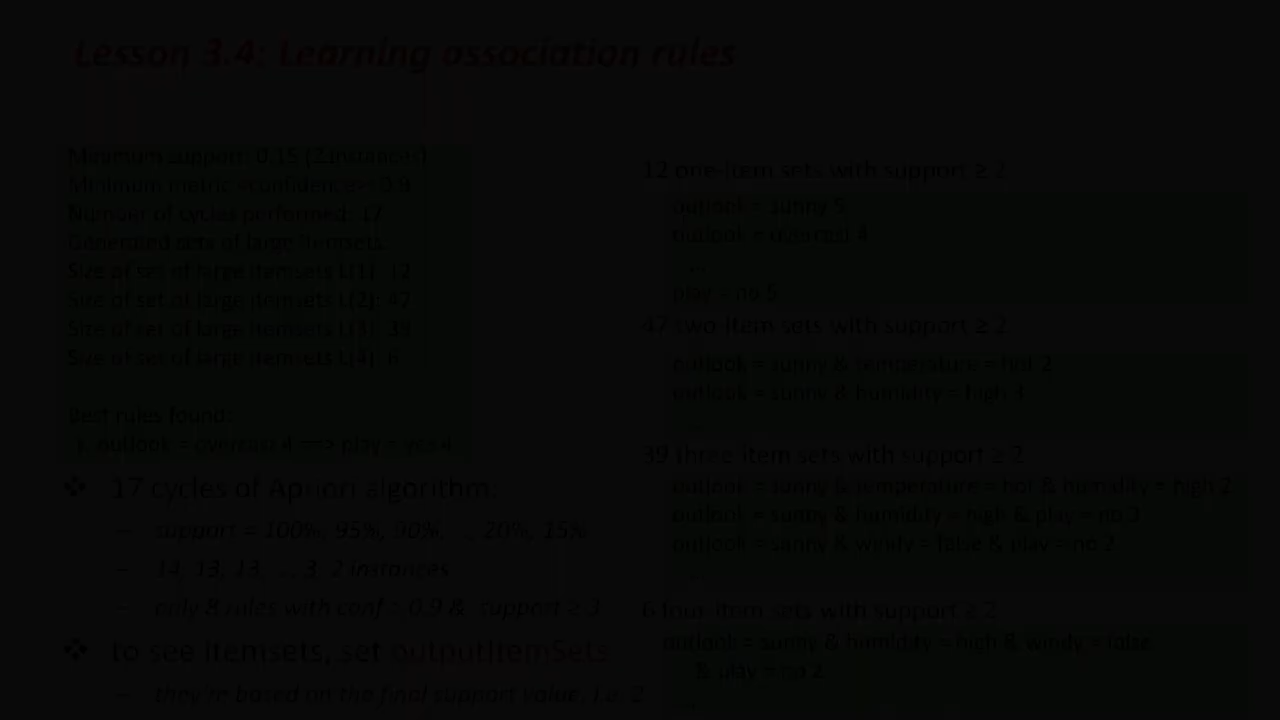 Lesson 3.4: Learning association rules
Minimum support: 0.15 (2 instances)
Minimum metric <confidence>: 0.9
Number of cycles performed: 17
Generated sets of large itemsets:
Size of set of large itemsets L(1): 12
Size of set of large itemsets L(2): 47
Size of set of large itemsets L(3): 39
Size of set of large itemsets L(4): 6
Best rules found:
1. outlook = overcast 4 ==> play = yes 4
17 cycles of Apriori algorithm:
– support = 100%, 95%, 90%, … 20%, 15%
– 14, 13, 13, … 3, 2 instances
– only 8 rules with conf > 0.9 & support ≥ 3
to see itemsets, set outputItemSets
– they're based on the final support value, i.e. 2
12 one-item sets with support ≥ 2
outlook = sunny 5
outlook = overcast 4
...
play = no 5
47 two-item sets with support ≥ 2
outlook = sunny & temperature = hot 2
outlook = sunny & humidity = high 3
39 three-item sets with support ≥ 2
outlook = sunny & temperature = hot & humidity = high 2
outlook = sunny & humidity = high & play = no 3
outlook = sunny & windy = false & play = no 2
...
6 four-item sets with support ≥ 2
outlook = sunny & humidity = high & windy = false
& play = no 2
...